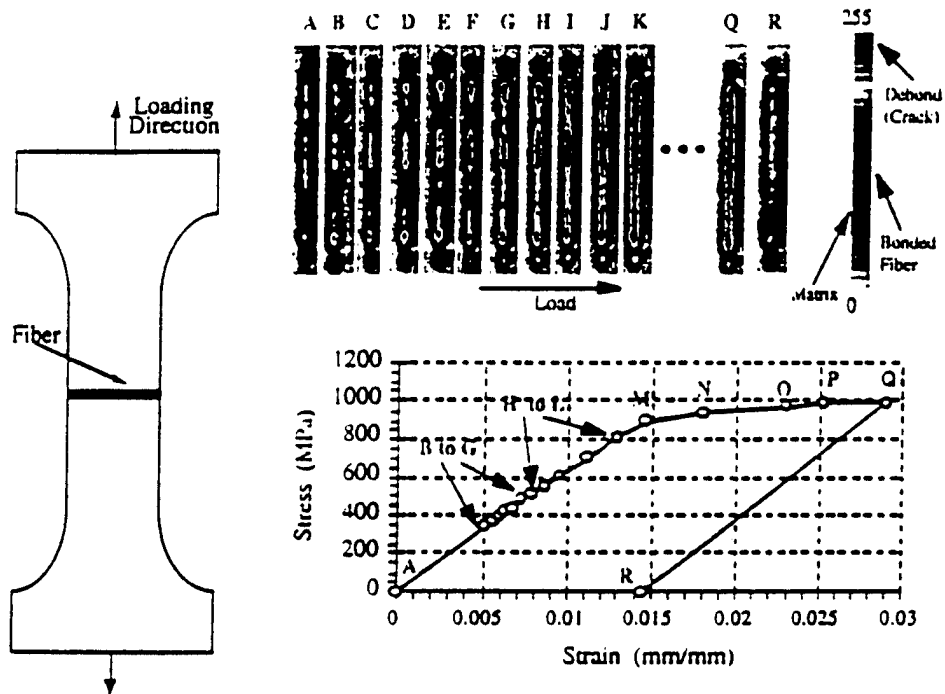 A B C D E F G H I J K Q R 255
Loading
Direction
Debond
(Crack)
Bonded
Fiber
Matrix
0
Load
Fiber
1200
1000
800
600
400
200
0
Stress (MPa)
A
B to G
H to L
M
N
O
P
Q
R
0 0.005 0.01 0.015 0.02 0.025 0.03
Strain (mm/mm)